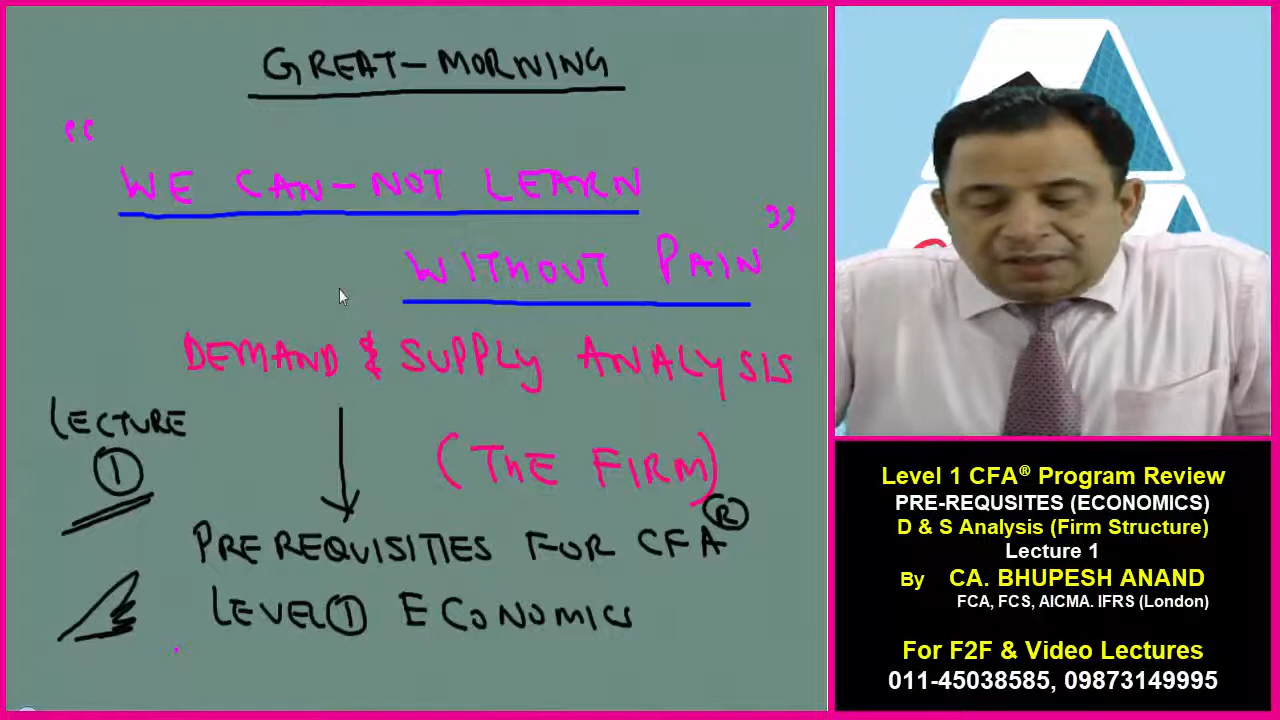 GREAT-MORNING
“
WE CAN-NOT LEARN
WITHOUT PAIN”
DEMAND & SUPPLY ANALYSIS
(THE FIRM)
LECTURE
1
PREREQUISITIES FOR CFA®
LEVEL 1 ECONOMICS
Level 1 CFA® Program Review
PRE-REQUSITES (ECONOMICS)
D & S Analysis (Firm Structure)
Lecture 1
By CA. BHUPESH ANAND
FCA, FCS, AICMA. IFRS (London)
For F2F & Video Lectures
011-45038585, 09873149995